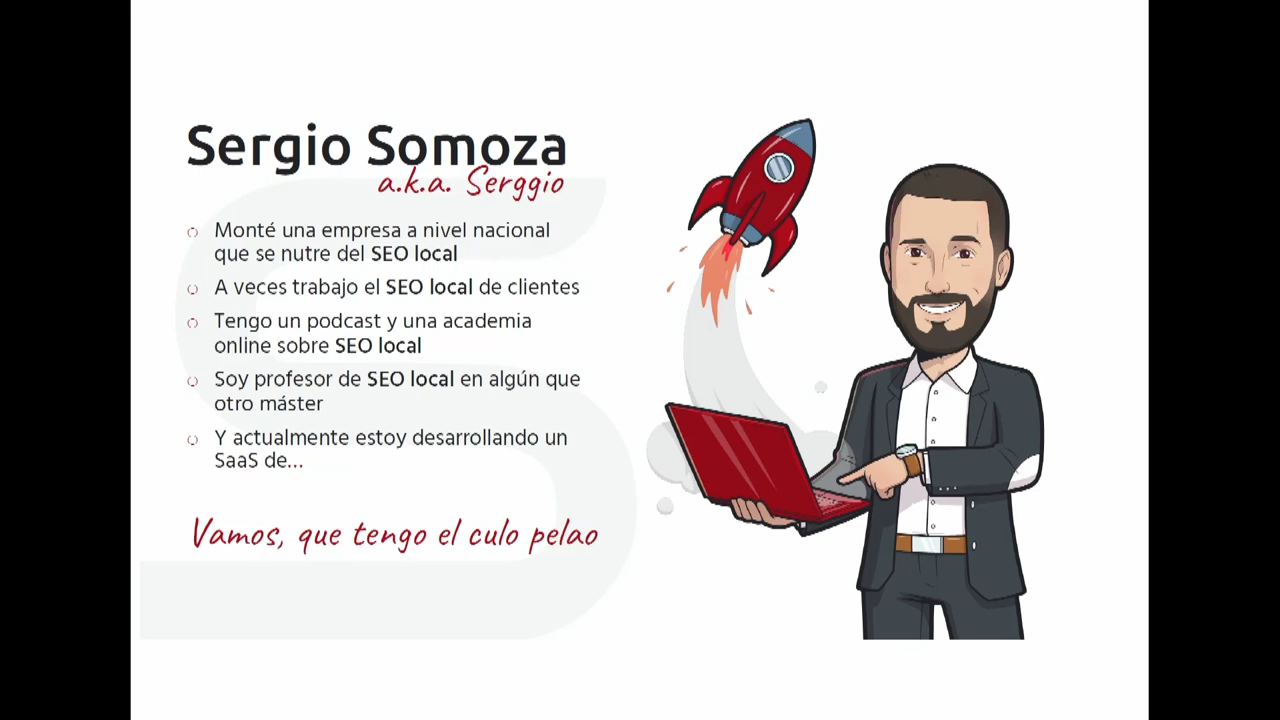 Sergio Somoza
a.k.a. Serggio
Monté una empresa a nivel nacional
que se nutre del SEO local
A veces trabajo el SEO local de clientes
Tengo un podcast y una academia
online sobre SEO local
Soy profesor de SEO local en algún que
otro máster
Y actualmente estoy desarrollando un
SaaS de...
Vamos, que tengo el culo pelao